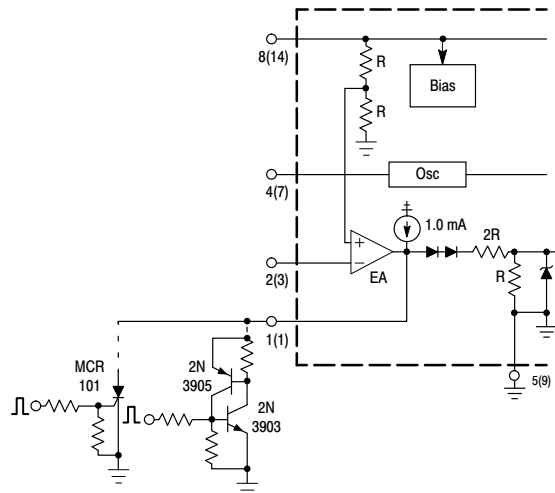 8(14)
R
Bias
R
4(7)
Osc
1.0 mA
+
2R
2(3)
−
EA
R
1(1)
MCR
101
2N
3905
5(9)
2N
3903